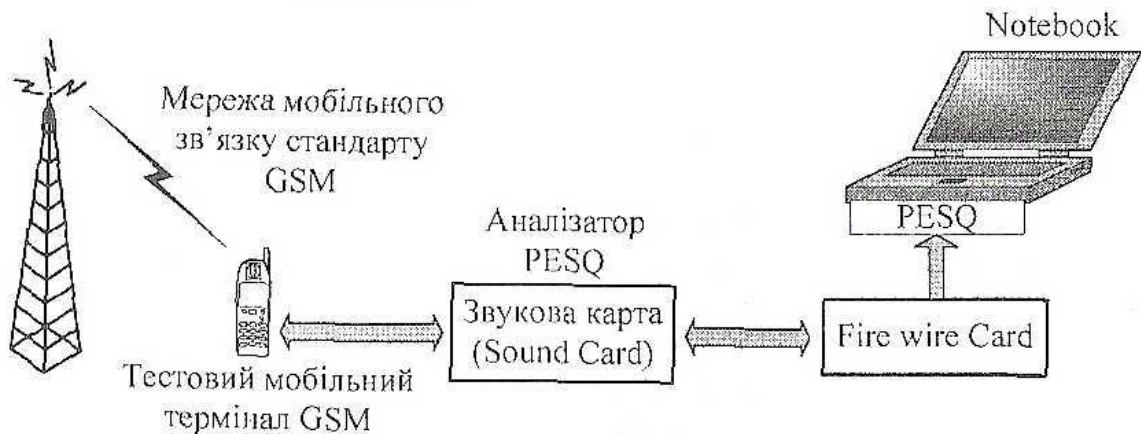 Notebook
Мережа мобільного
зв’язку стандарту
GSM
PESQ
Аналізатор
PESQ
Звукова карта
(Sound Card)
Fire wire Card
Тестовий мобільний
термінал GSM